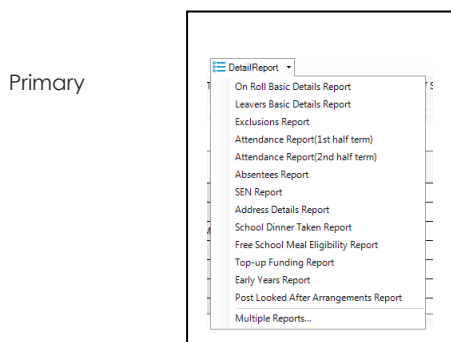 Primary
DetailReport
On Roll Basic Details Report
Leavers Basic Details Report
Exclusions Report
Attendance Report(1st half term)
Attendance Report(2nd half term)
Absentees Report
SEN Report
Address Details Report
School Dinner Taken Report
Free School Meal Eligibility Report
Top-up Funding Report
Early Years Report
Post Looked After Arrangements Report
Multiple Reports...